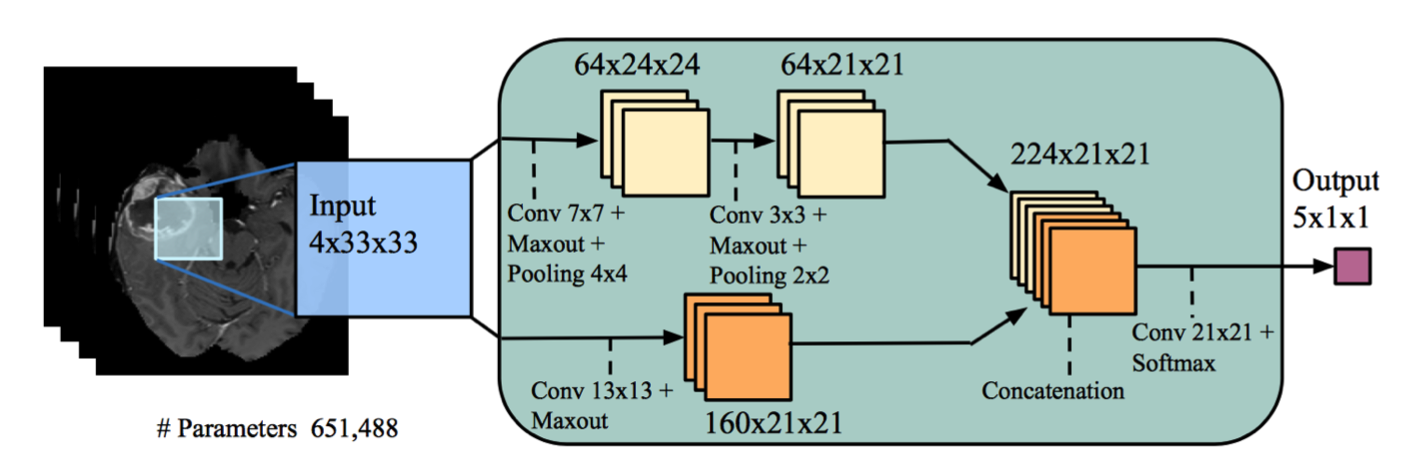 64x24x24
64x21x21
224x21x21
Output
5x1x1
Input
4x33x33
Conv 7x7 +
Maxout +
Pooling 4x4
Conv 3x3 +
Maxout +
Pooling 2x2
Conv 21x21 +
Softmax
Concatenation
Conv 13x13 +
Maxout
160x21x21
# Parameters 651,488